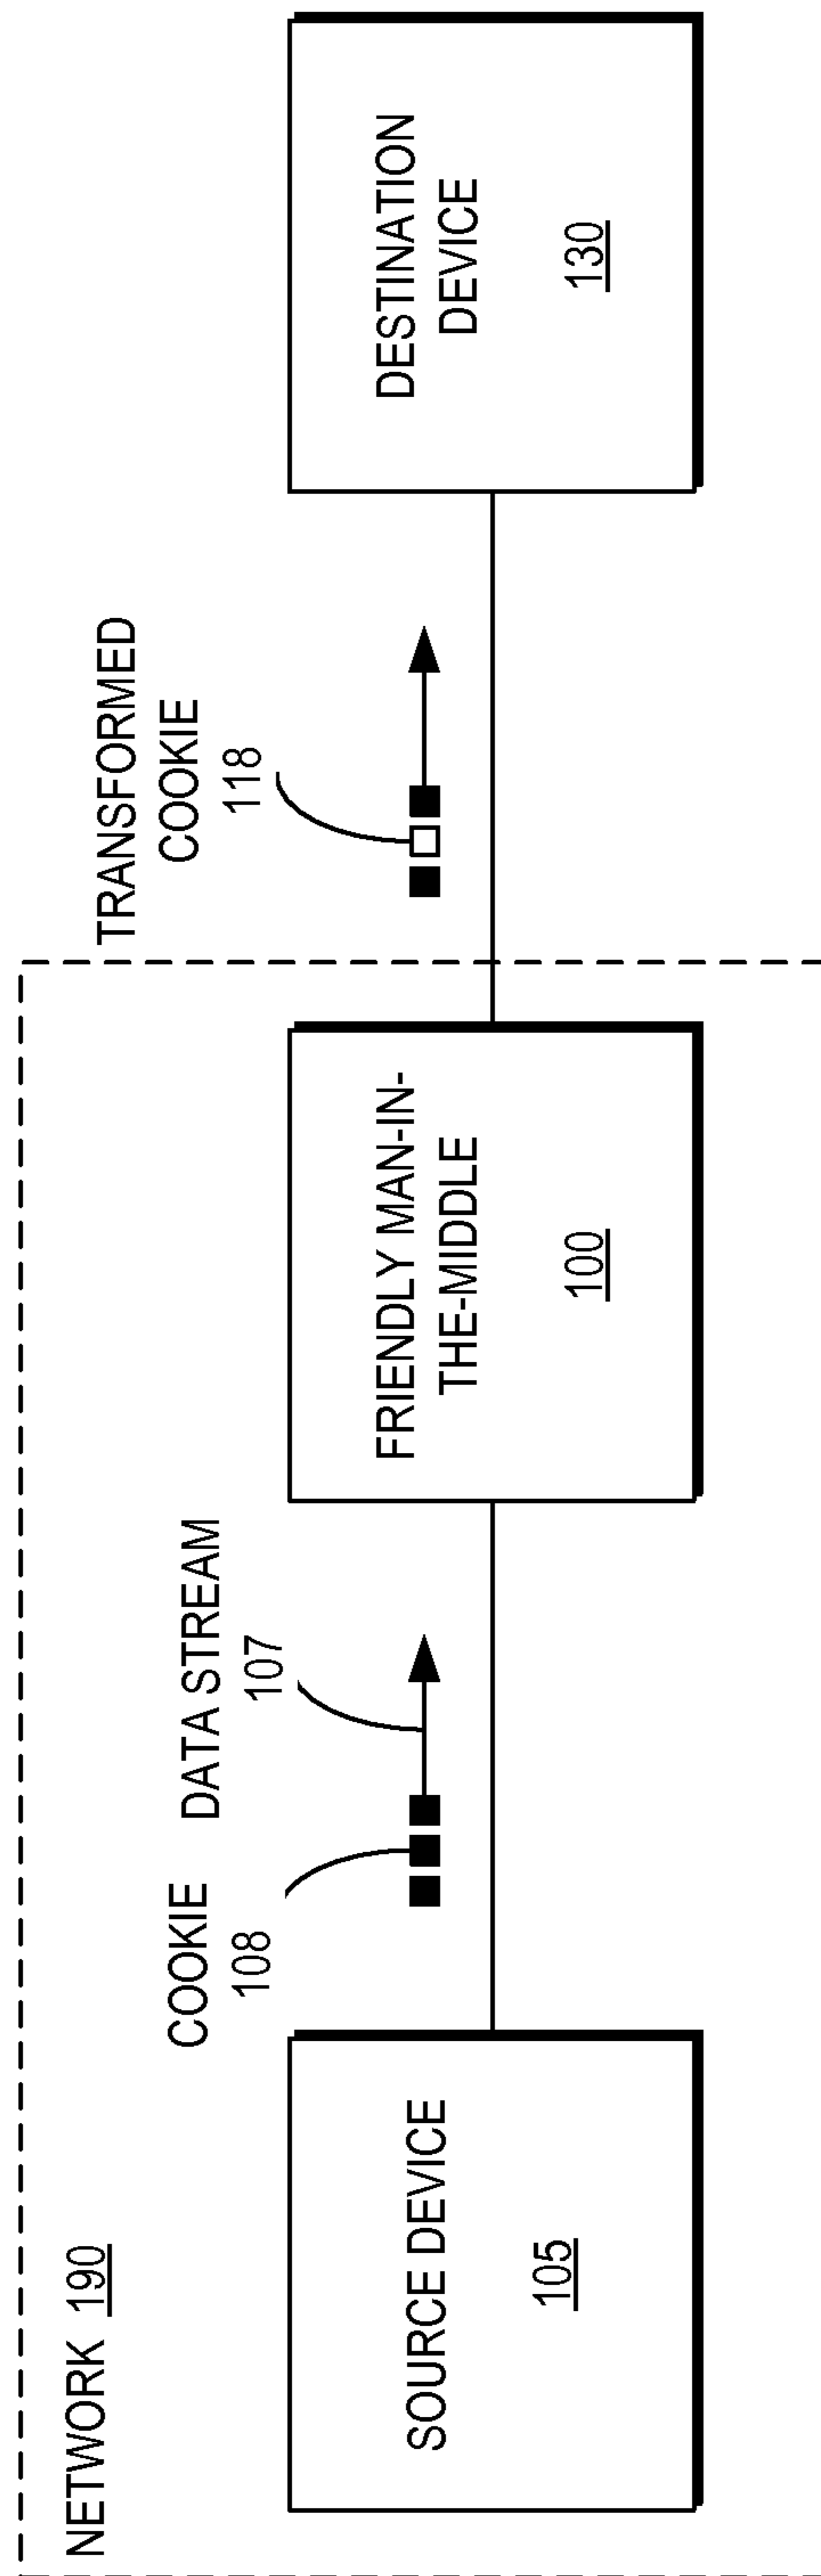 NETWORK 190
SOURCE DEVICE
105
COOKIE
108
DATA STREAM
107
FRIENDLY MAN-IN-
THE-MIDDLE
100
TRANSFORMED
COOKIE
118
DESTINATION
DEVICE
130